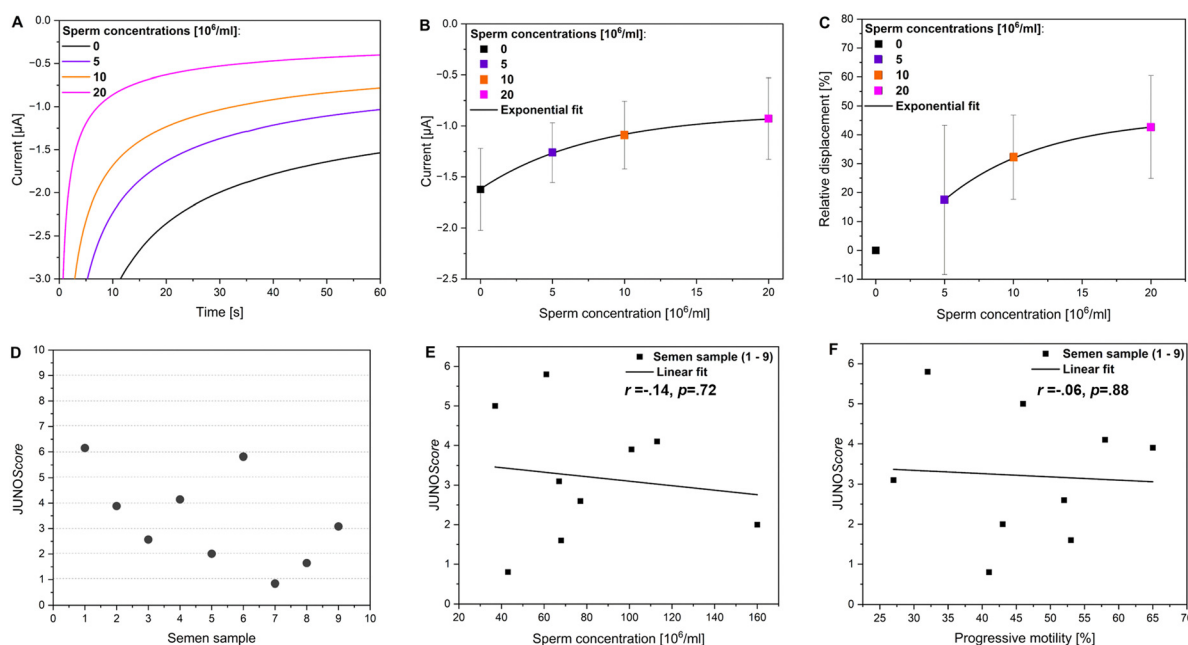 A
Sperm concentrations [10⁶/ml]:
0
5
10
20
Current [µA]
0.0
−0.5
−1.0
−1.5
−2.0
−2.5
−3.0
0 10 20 30 40 50 60
Time [s]
B
Sperm concentrations [10⁶/ml]:
0
5
10
20
Exponential fit
Current [µA]
0.0
−0.5
−1.0
−1.5
−2.0
−2.5
0 5 10 20
Sperm concentration [10⁶/ml]
C
Sperm concentrations [10⁶/ml]:
0
5
10
20
Exponential fit
Relative displacement [%]
80
70
60
50
40
30
20
10
0
−10
0 5 10 20
Sperm concentration [10⁶/ml]
D
JUNOScore
10
9
8
7
6
5
4
3
2
1
0
0 1 2 3 4 5 6 7 8 9 10
Semen sample
E
Semen sample (1 - 9)
Linear fit
r =-.14, p=.72
JUNOScore
6
5
4
3
2
1
0
20 40 60 80 100 120 140 160
Sperm concentration [10⁶/ml]
F
Semen sample (1 - 9)
Linear fit
r =-.06, p=.88
JUNOScore
6
5
4
3
2
1
0
25 30 35 40 45 50 55 60 65 70
Progressive motility [%]